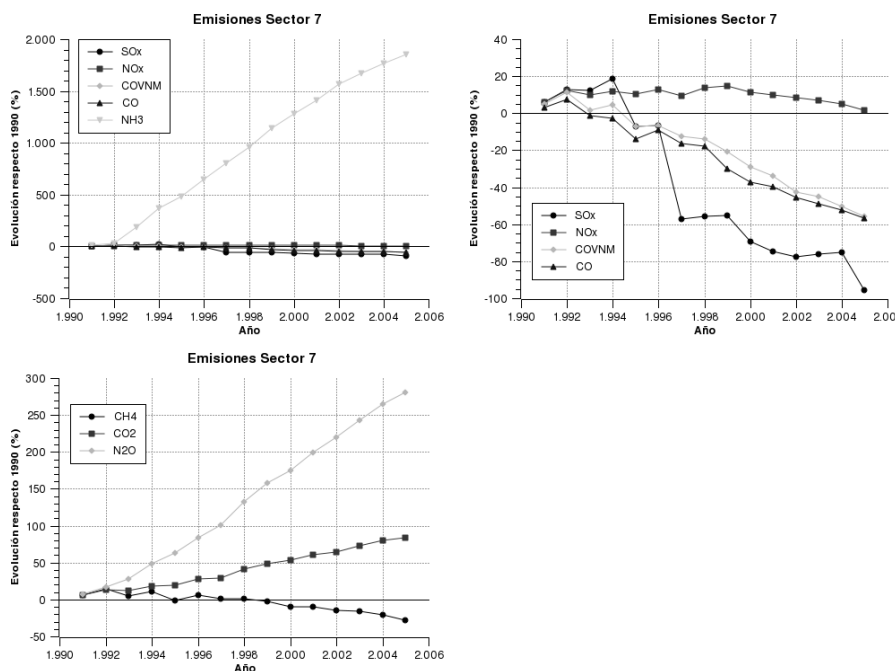 Emisiones Sector 7
2.000
1.500
1.000
500
0
-500
Evolución respecto 1990 (%)
SOx
NOx
COVNM
CO
NH3
1.990 1.992 1.994 1.996 1.998 2.000 2.002 2.004 2.006
Año
Emisiones Sector 7
40
20
0
-20
-40
-60
-80
-100
Evolución respecto 1990 (%)
SOx
NOx
COVNM
CO
1.990 1.992 1.994 1.996 1.998 2.000 2.002 2.004 2.00
Año
Emisiones Sector 7
300
250
200
150
100
50
0
-50
Evolución respecto 1990 (%)
CH4
CO2
N2O
1.990 1.992 1.994 1.996 1.998 2.000 2.002 2.004 2.006
Año